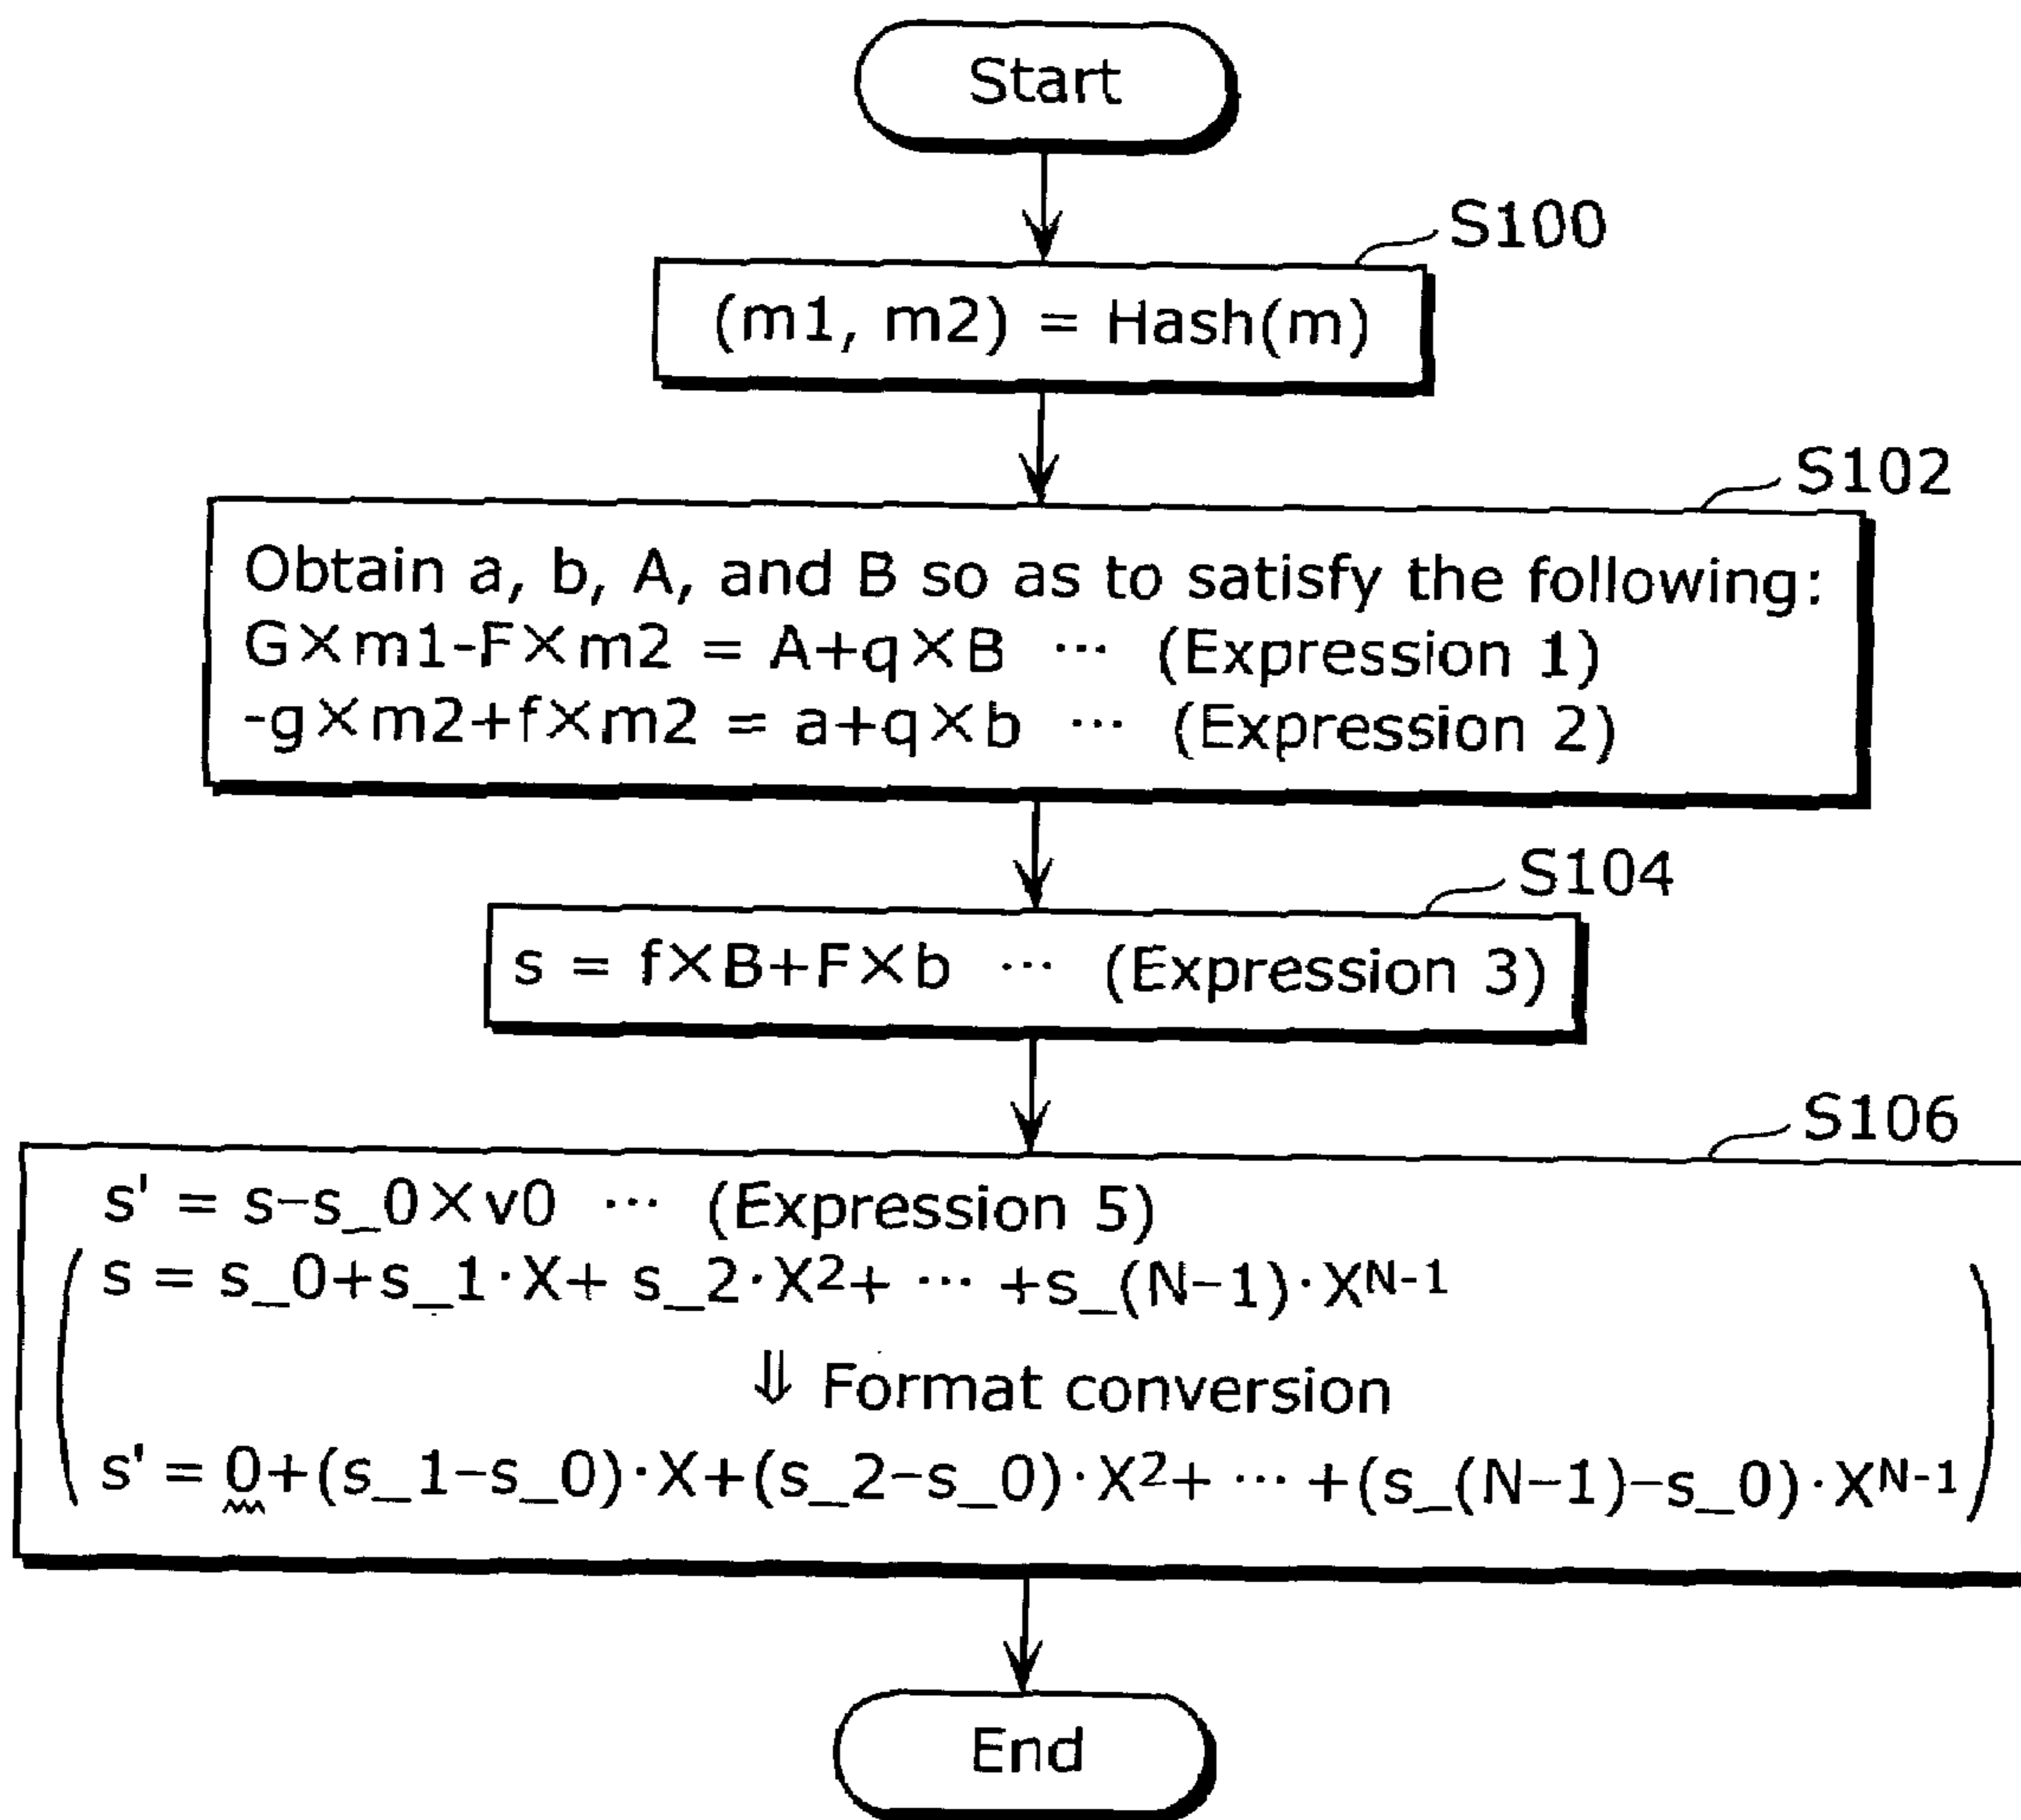 Start
S100
(m1, m2) = Hash(m)
S102
Obtain a, b, A, and B so as to satisfy the following:
G×m1-F×m2 = A+q×B ··· (Expression 1)
-g×m2+f×m2 = a+q×b ··· (Expression 2)
S104
s = f×B+F×b ··· (Expression 3)
S106
s' = s-s_0×v0 ··· (Expression 5)
s = s_0+s_1·X+ s_2·X²+ ··· +s_(N-1)·Xᴺ⁻¹
⇓ Format conversion
s' = 0+(s_1-s_0)·X+(s_2-s_0)·X²+ ··· +(s_(N-1)-s_0)·Xᴺ⁻¹
End